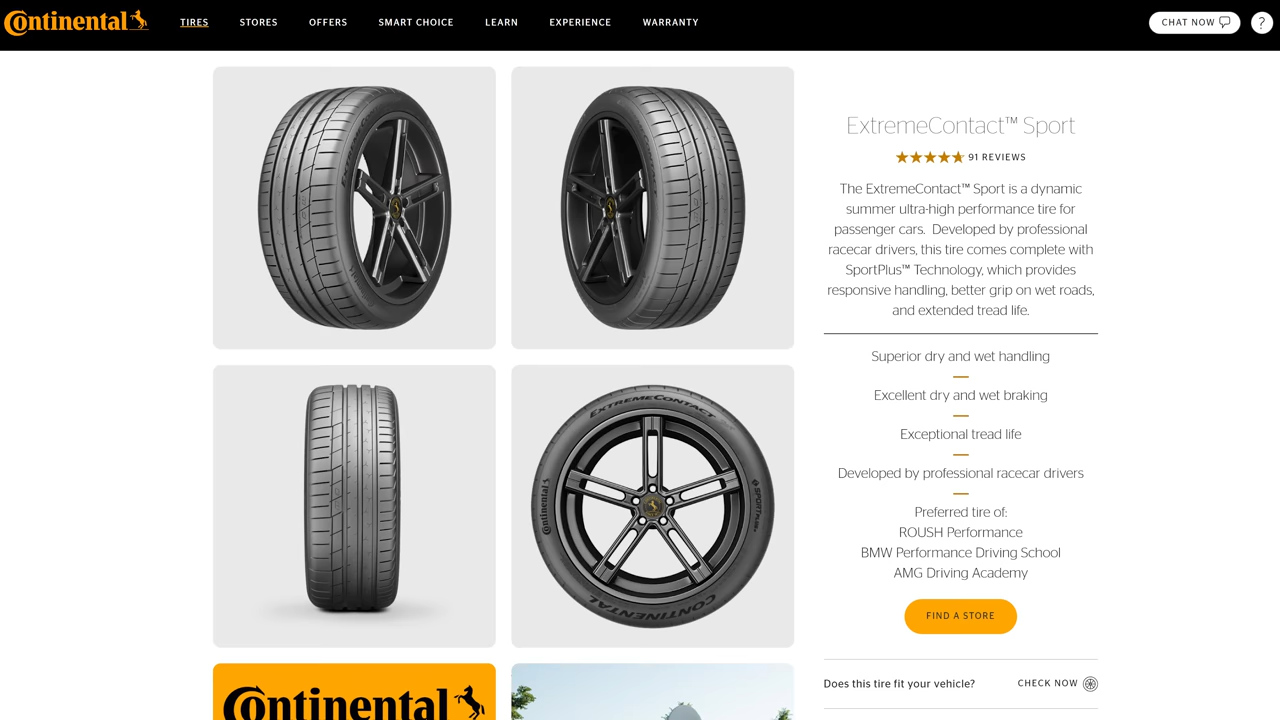 Continental
TIRES
STORES
OFFERS
SMART CHOICE
LEARN
EXPERIENCE
WARRANTY
CHAT NOW
?
ExtremeContact™ Sport
91 REVIEWS
The ExtremeContact™ Sport is a dynamic
summer ultra-high performance tire for
passenger cars. Developed by professional
racecar drivers, this tire comes complete with
SportPlus™ Technology, which provides
responsive handling, better grip on wet roads,
and extended tread life.
Superior dry and wet handling
Excellent dry and wet braking
Exceptional tread life
Developed by professional racecar drivers
Preferred tire of:
ROUSH Performance
BMW Performance Driving School
AMG Driving Academy
FIND A STORE
Does this tire fit your vehicle?
CHECK NOW
EXTREMECONTACT
Continental
CONTINENTAL
Continental